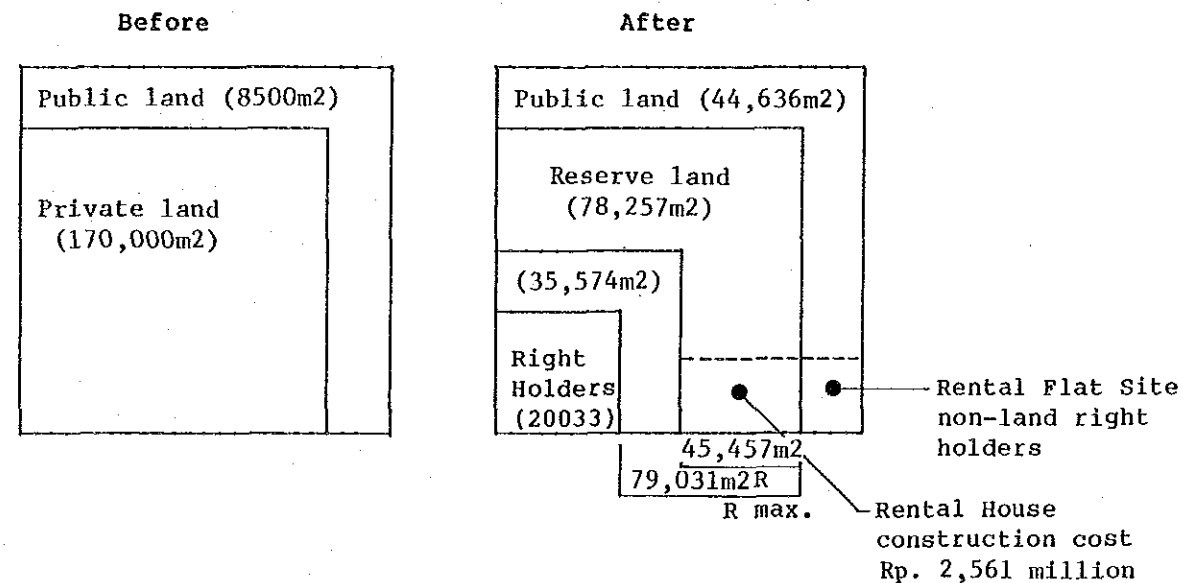 Before
Public land (8500m2)
Private land
(170,000m2)
After
Public land (44,636m2)
Reserve land
(78,257m2)
(35,574m2)
Right
Holders
(20033)
45,457m2
79,031m2R
R max.
Rental Flat Site
non-land right
holders
Rental House
construction cost
Rp. 2,561 million